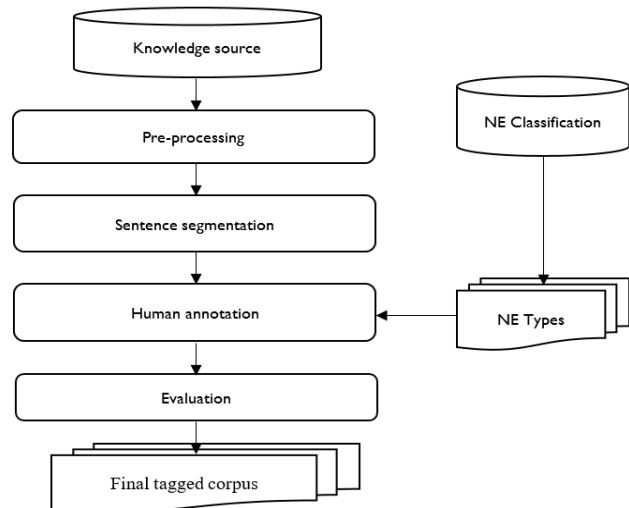 Knowledge source
Pre-processing
NE Classification
Sentence segmentation
Human annotation
NE Types
Evaluation
Final tagged corpus